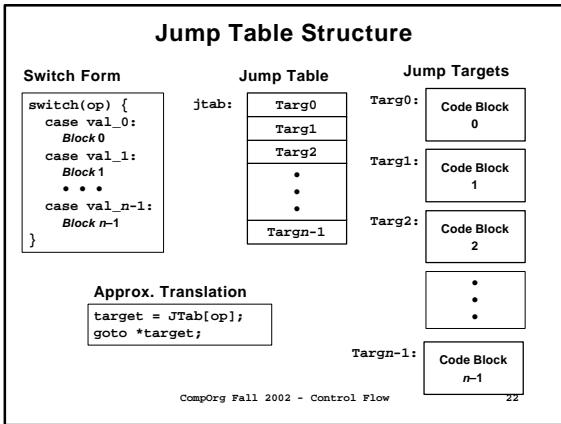 Jump Table Structure
Switch Form
switch(op) {
case val_0:
Block 0
case val_1:
Block 1
• • •
case val_n-1:
Block n–1
}
Jump Table
jtab:
Targ0
Targ1
Targ2
•
•
•
Targn-1
Jump Targets
Targ0:
Code Block
0
Targ1:
Code Block
1
Targ2:
Code Block
2
•
•
•
Targn-1:
Code Block
n–1
Approx. Translation
target = JTab[op];
goto *target;
CompOrg Fall 2002 - Control Flow
22